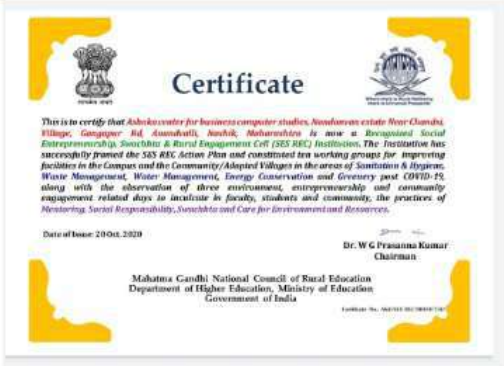 Certificate
This is to certify that Ashoka center for business computer studies, Nandanvan estate Near Chandsi
Village, Gangapur Rd, Anandvalli, Nashik, Maharashtra is now a Recognized Social
Entrepreneurship, Swachhta & Rural Engagement Cell (SES REC) Institution. The Institution has
successfully framed the SES REC Action Plan and constituted ten working groups for improving
facilities in the Campus and the Community/Adopted Villages in the areas of Sanitation & Hygiene,
Waste Management, Water Management, Energy Conservation and Greenery post COVID-19,
along with the observation of three environment, entrepreneurship and community
engagement related days to inculcate in faculty, students and community, the practices of
Mentoring, Social Responsibility, Swachhta and Care for Environment and Resources.
Date of Issue: 20 Oct. 2020
Dr. W G Prasanna Kumar
Chairman
Mahatma Gandhi National Council of Rural Education
Department of Higher Education, Ministry of Education
Government of India
Certificate No.